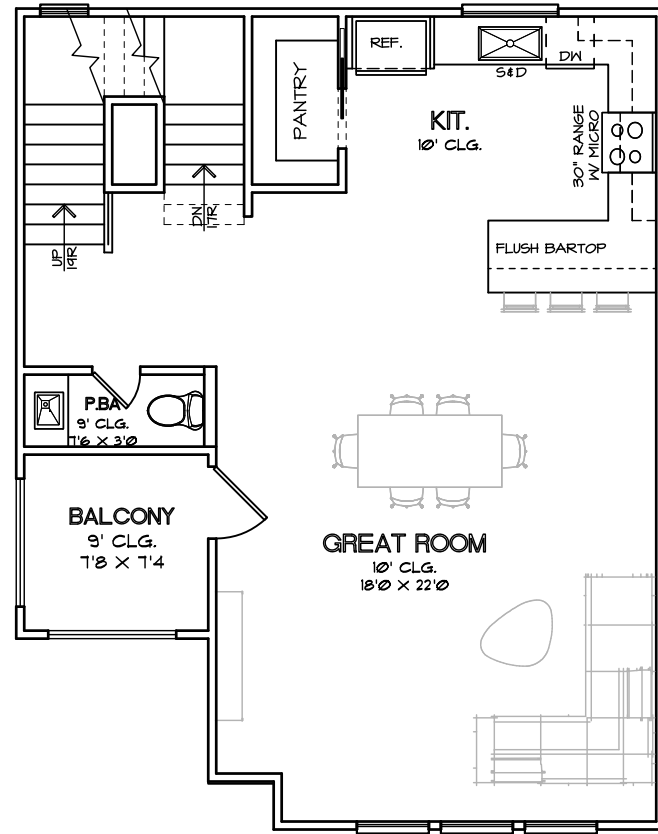 REF.
DW
S&D
PANTRY
KIT.
10' CLG.
30" RANGE
W/ MICRO
DN
17R
UP
19R
FLUSH BARTOP
P.BA
9' CLG.
7'6 X 3'0
BALCONY
9' CLG.
7'8 X 7'4
GREAT ROOM
10' CLG.
18'0 X 22'0